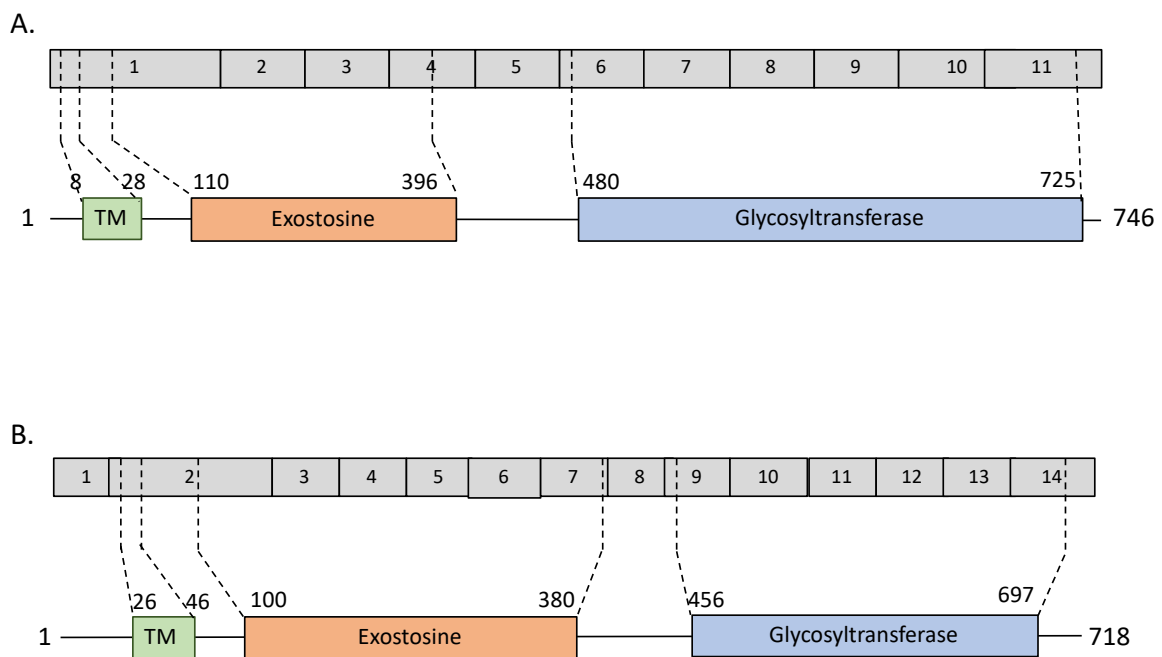 A.
1 2 3 4 5 6 7 8 9 10 11
8 28 110 396 480 725
1 TM Exostosine Glycosyltransferase 746
B.
1 2 3 4 5 6 7 8 9 10 11 12 13 14
26 46 100 380 456 697
1 TM Exostosine Glycosyltransferase 718